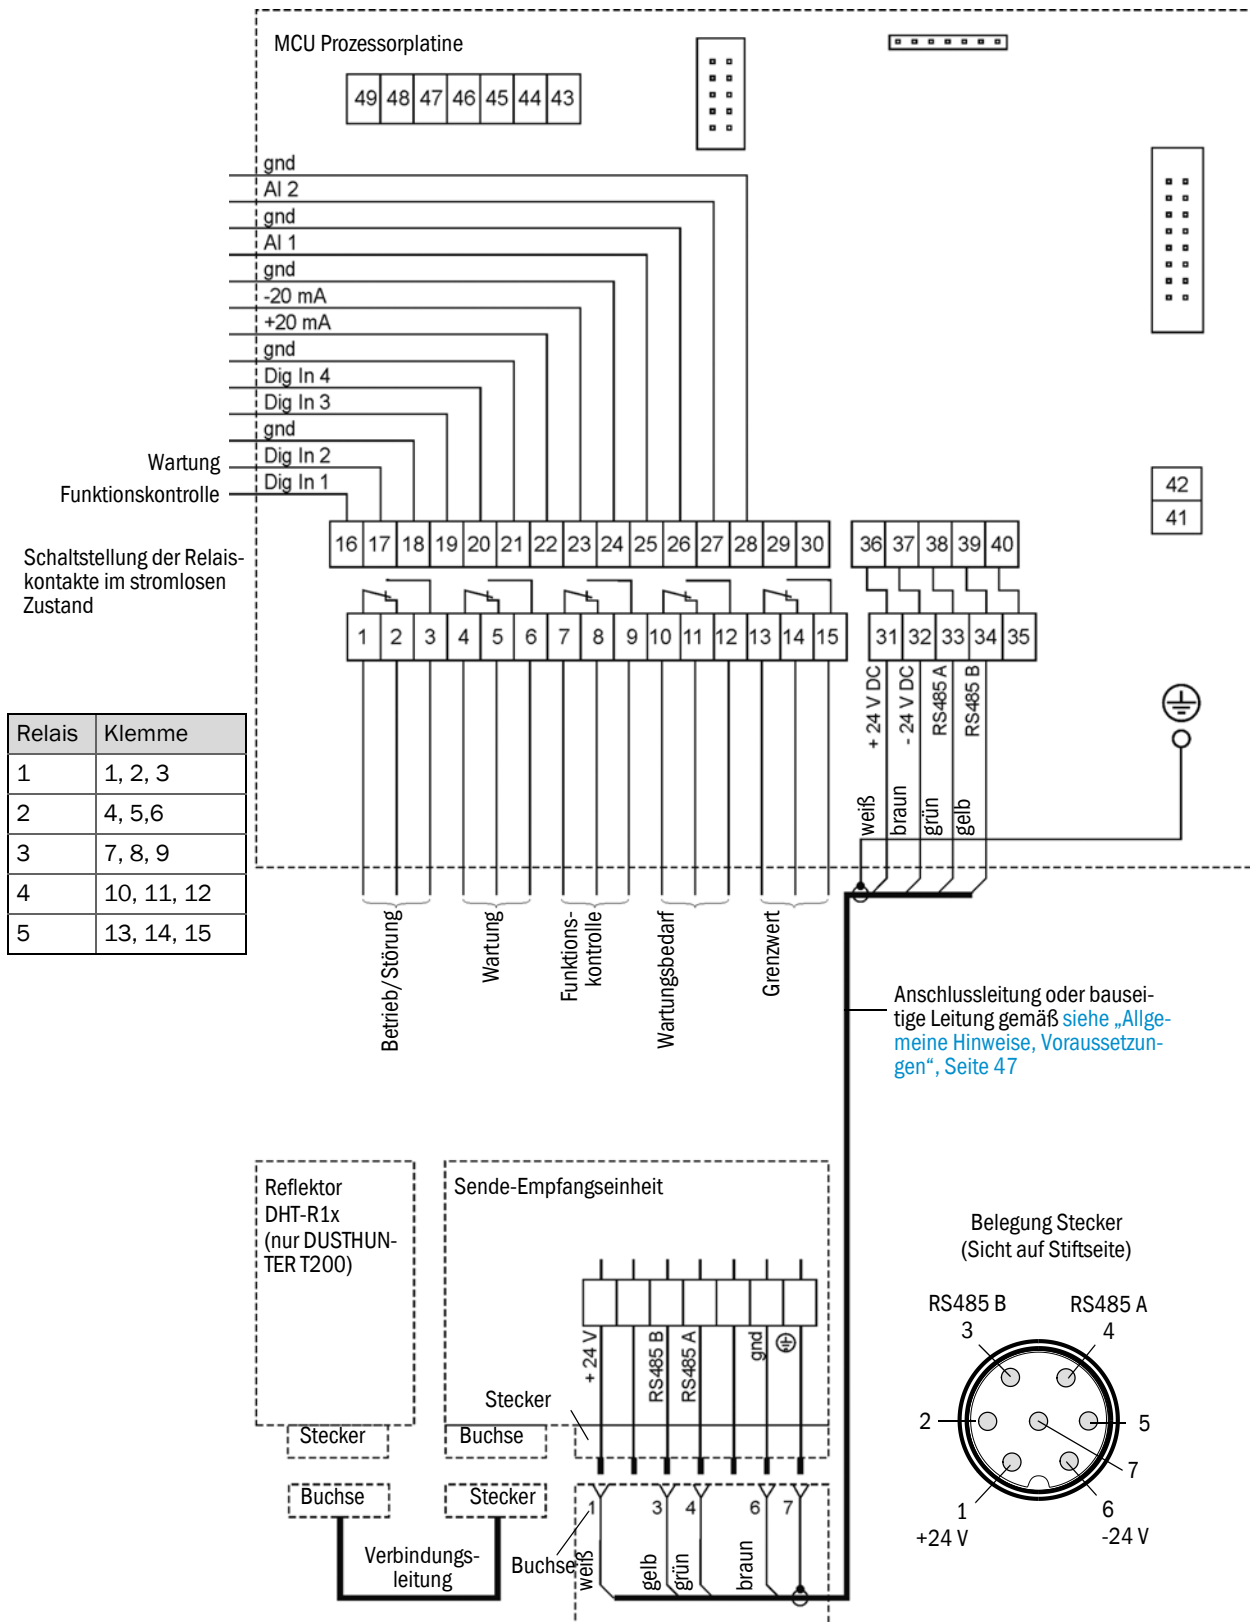 MCU Prozessorplatine
49 48 47 46 45 44 43
gnd
AI 2
gnd
AI 1
gnd
-20 mA
+20 mA
gnd
Dig In 4
Dig In 3
gnd
Wartung
Dig In 2
Funktionskontrolle
Dig In 1
42
41
16 17 18 19 20 21 22 23 24 25 26 27 28 29 30
36 37 38 39 40
Schaltstellung der Relais-
kontakte im stromlosen
Zustand
1 2 3 4 5 6 7 8 9 10 11 12 13 14 15
31 32 33 34 35
+ 24 V DC
- 24 V DC
RS485 A
RS485 B
weiß
braun
grün
gelb
Relais Klemme
1 1, 2, 3
2 4, 5,6
3 7, 8, 9
4 10, 11, 12
5 13, 14, 15
Betrieb/Störung
Wartung
Funktions-
kontrolle
Wartungsbedarf
Grenzwert
Anschlussleitung oder bausei-
tige Leitung gemäß siehe „Allge-
meine Hinweise, Voraussetzun-
gen“, Seite 47
Reflektor
DHT-R1x
(nur DUSTHUN-
TER T200)
Sende-Empfangseinheit
+ 24 V
RS485 B
RS485 A
gnd
Stecker
Stecker
Buchse
Buchse
Stecker
Verbindungs-
leitung
Buchse
1 3 4 6 7
weiß
gelb
grün
braun
Belegung Stecker
(Sicht auf Stiftseite)
RS485 B
RS485 A
3
4
2
5
7
1
6
+24 V
-24 V